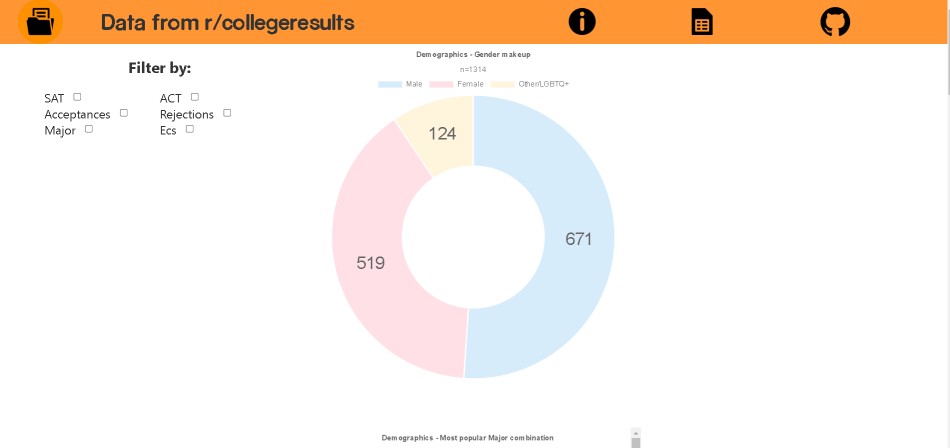 Data from r/collegeresults
Filter by:
SAT ACT
Acceptances Rejections
Major Ecs
Demographics - Gender makeup
n=1314
Male Female Other/LGBTQ+
124
671
519
Demographics - Most popular Major combination